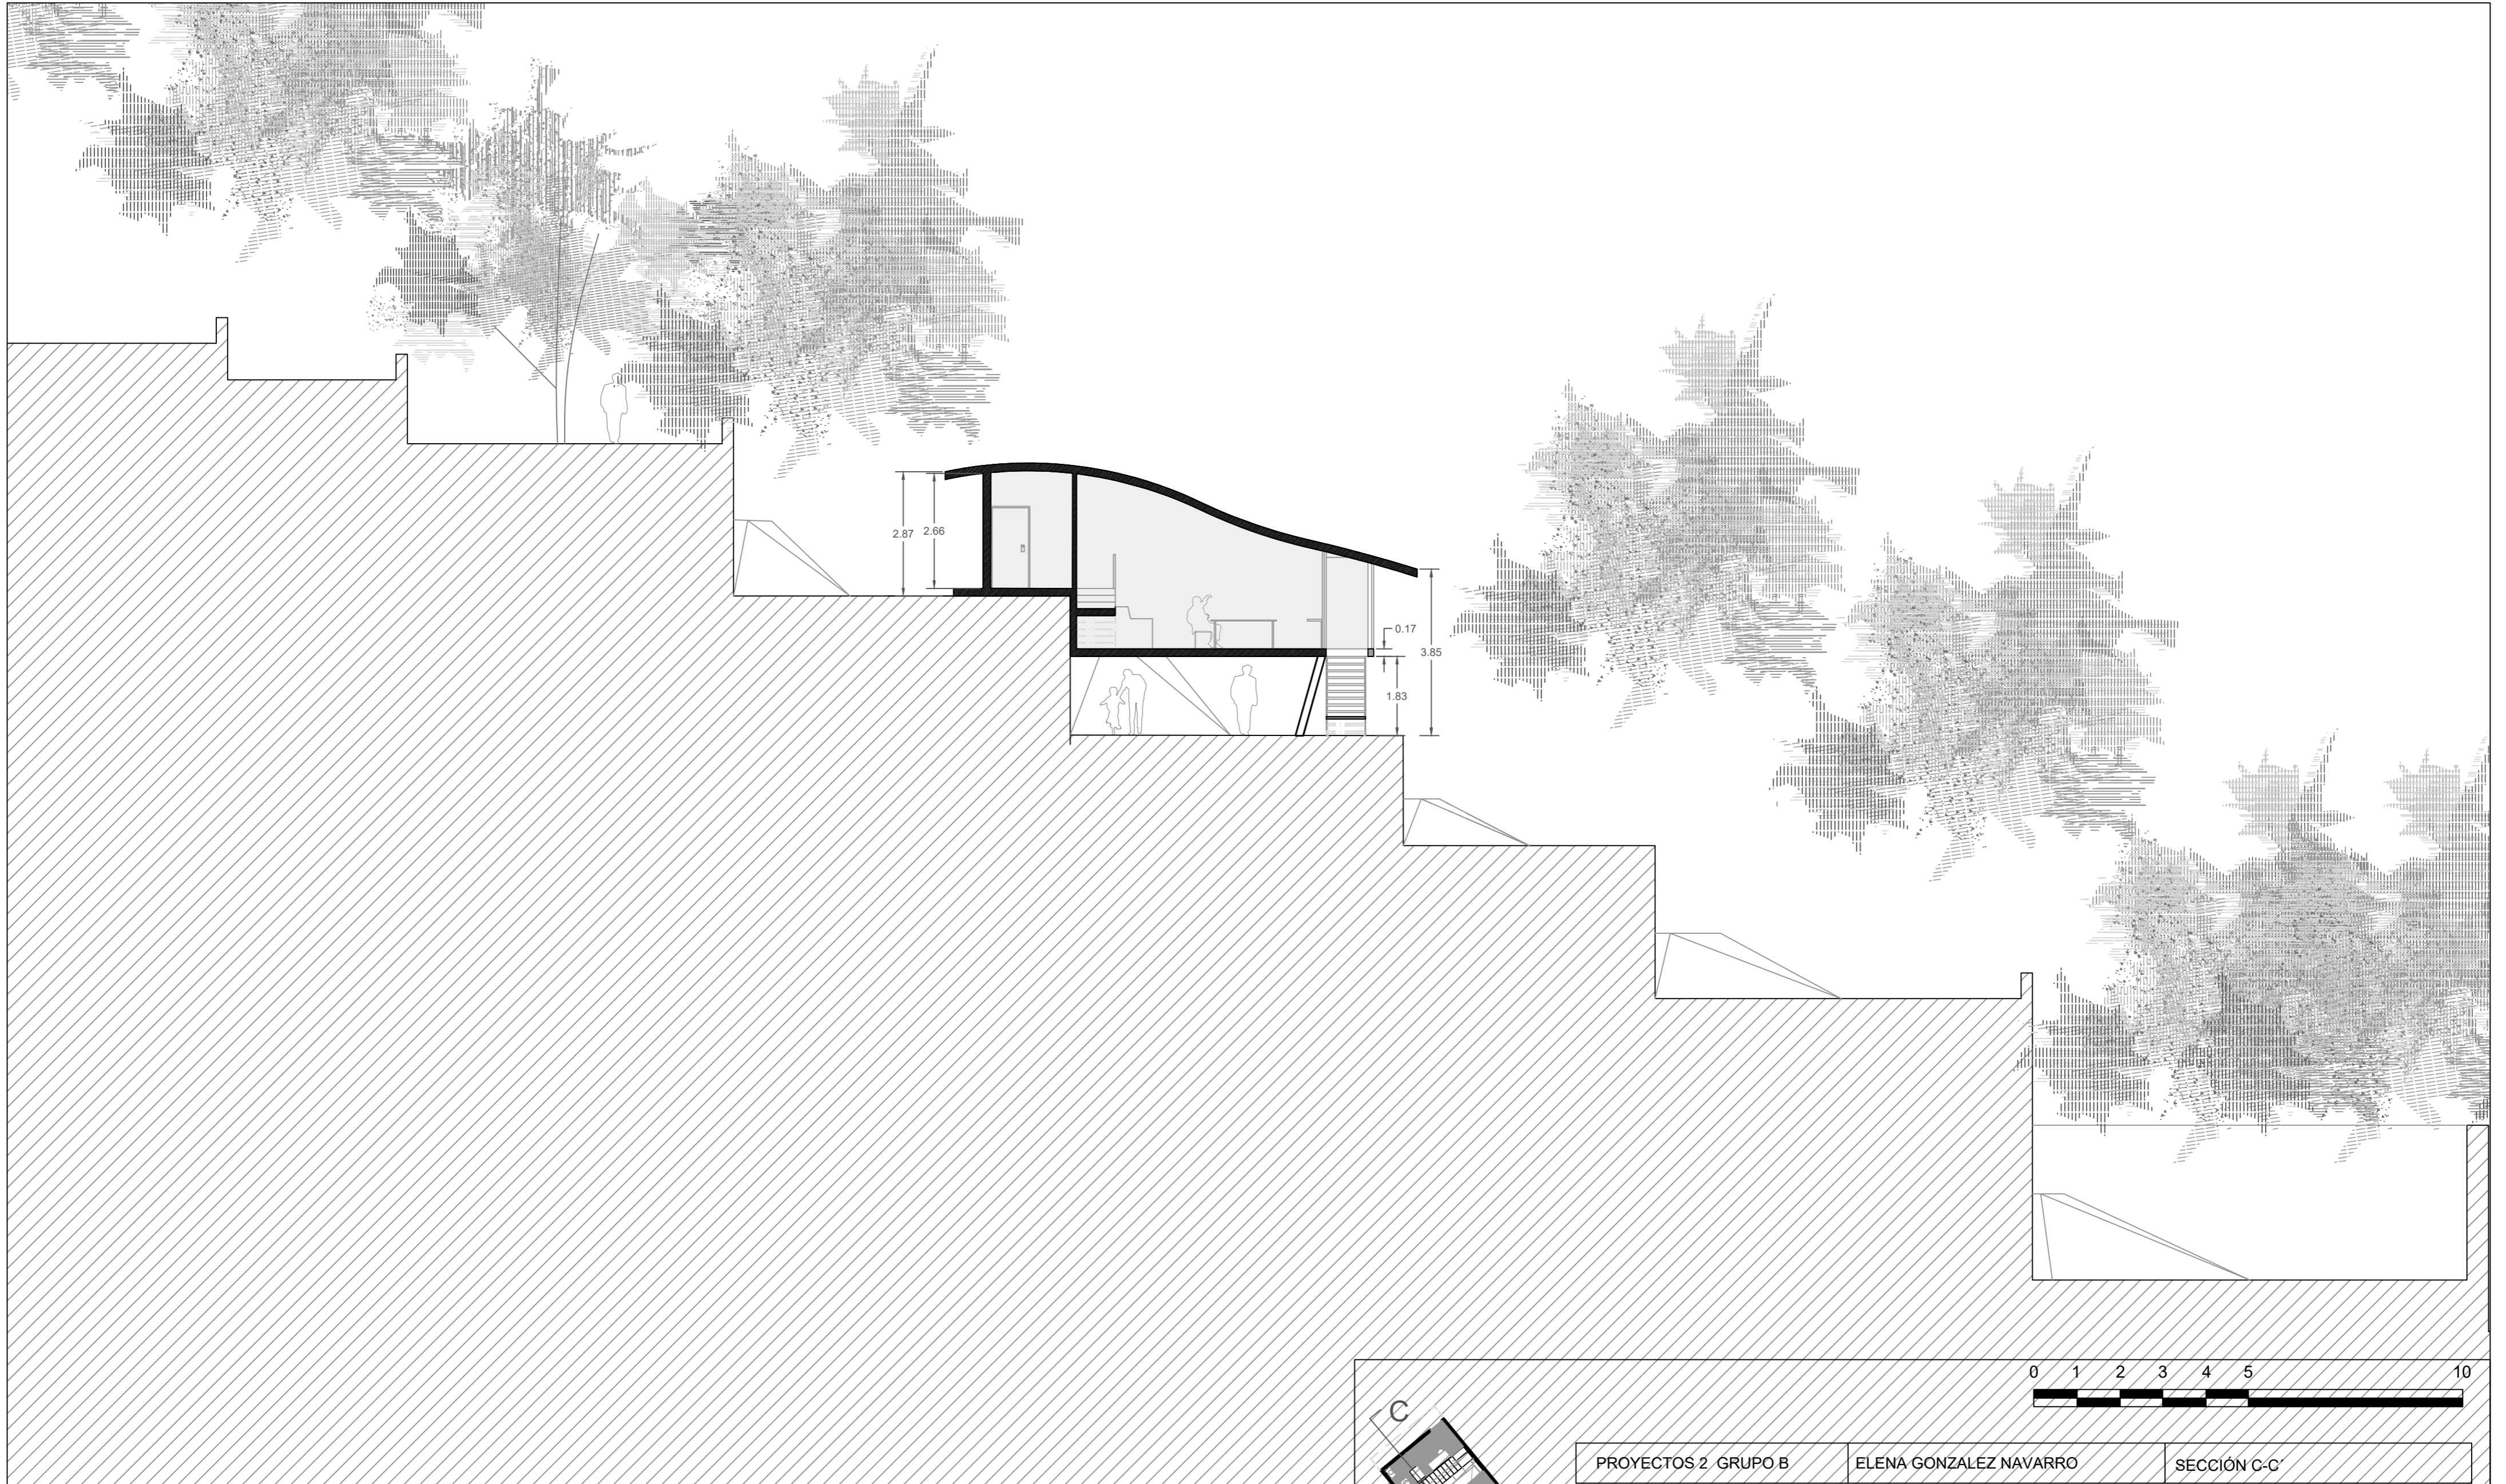 2.87 2.66
0.17
3.85
1.83
0 1 2 3 4 5 10
C
PROYECTOS 2 GRUPO B
ELENA GONZALEZ NAVARRO
SECCIÓN C-C´